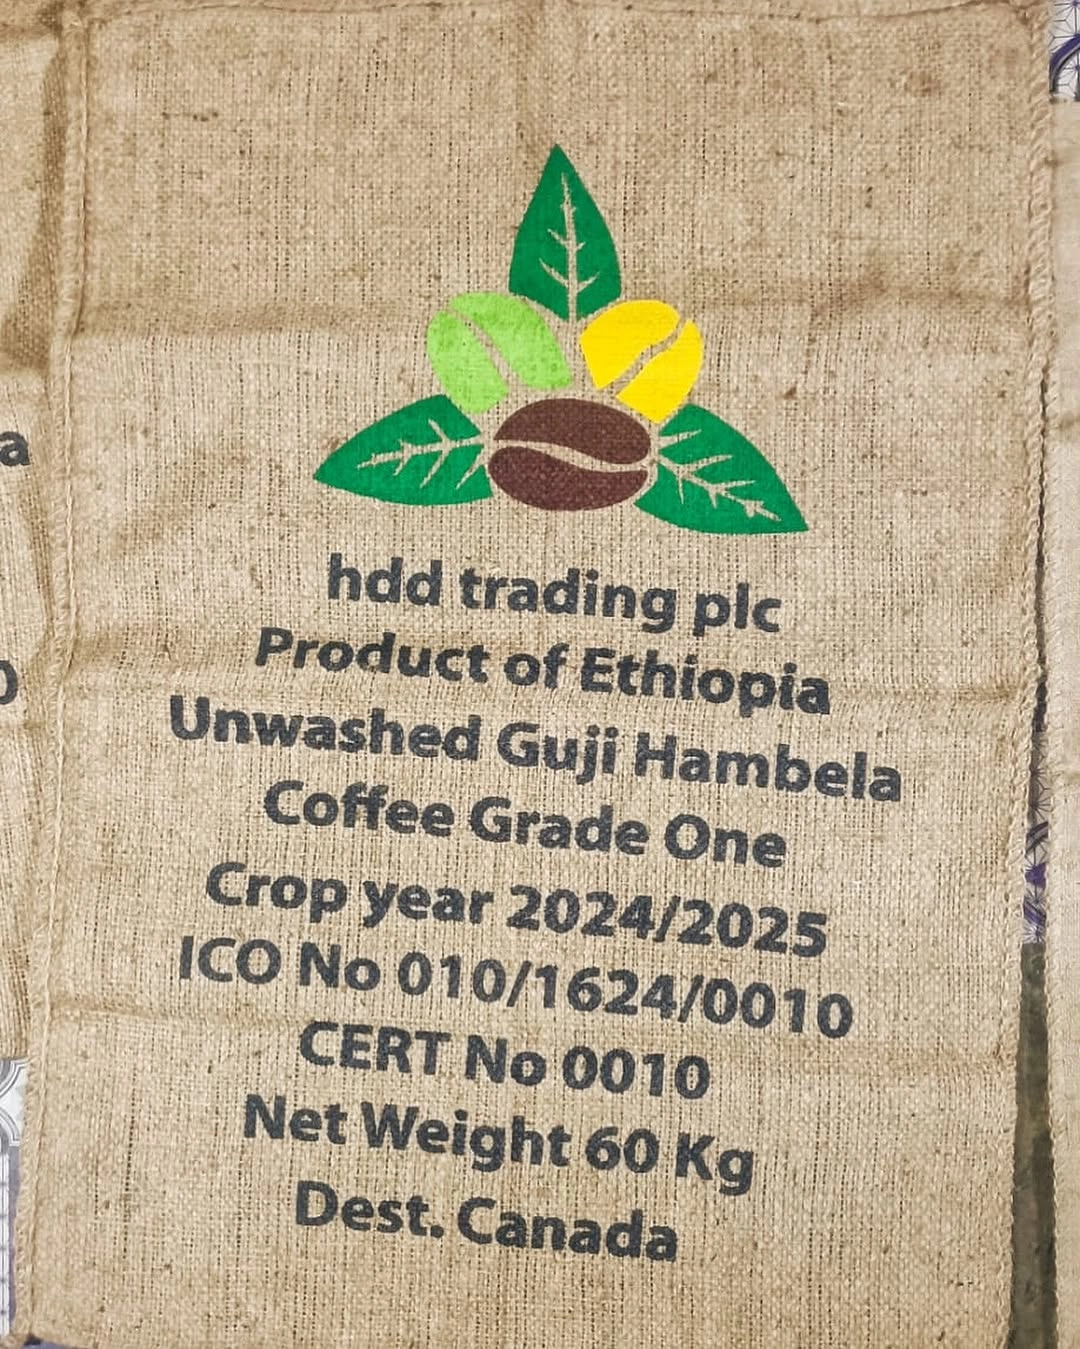 hdd trading plc
Product of Ethiopia
Unwashed Guji Hambela
Coffee Grade One
Crop year 2024/2025
ICO No 010/1624/0010
CERT No 0010
Net Weight 60 Kg
Dest. Canada